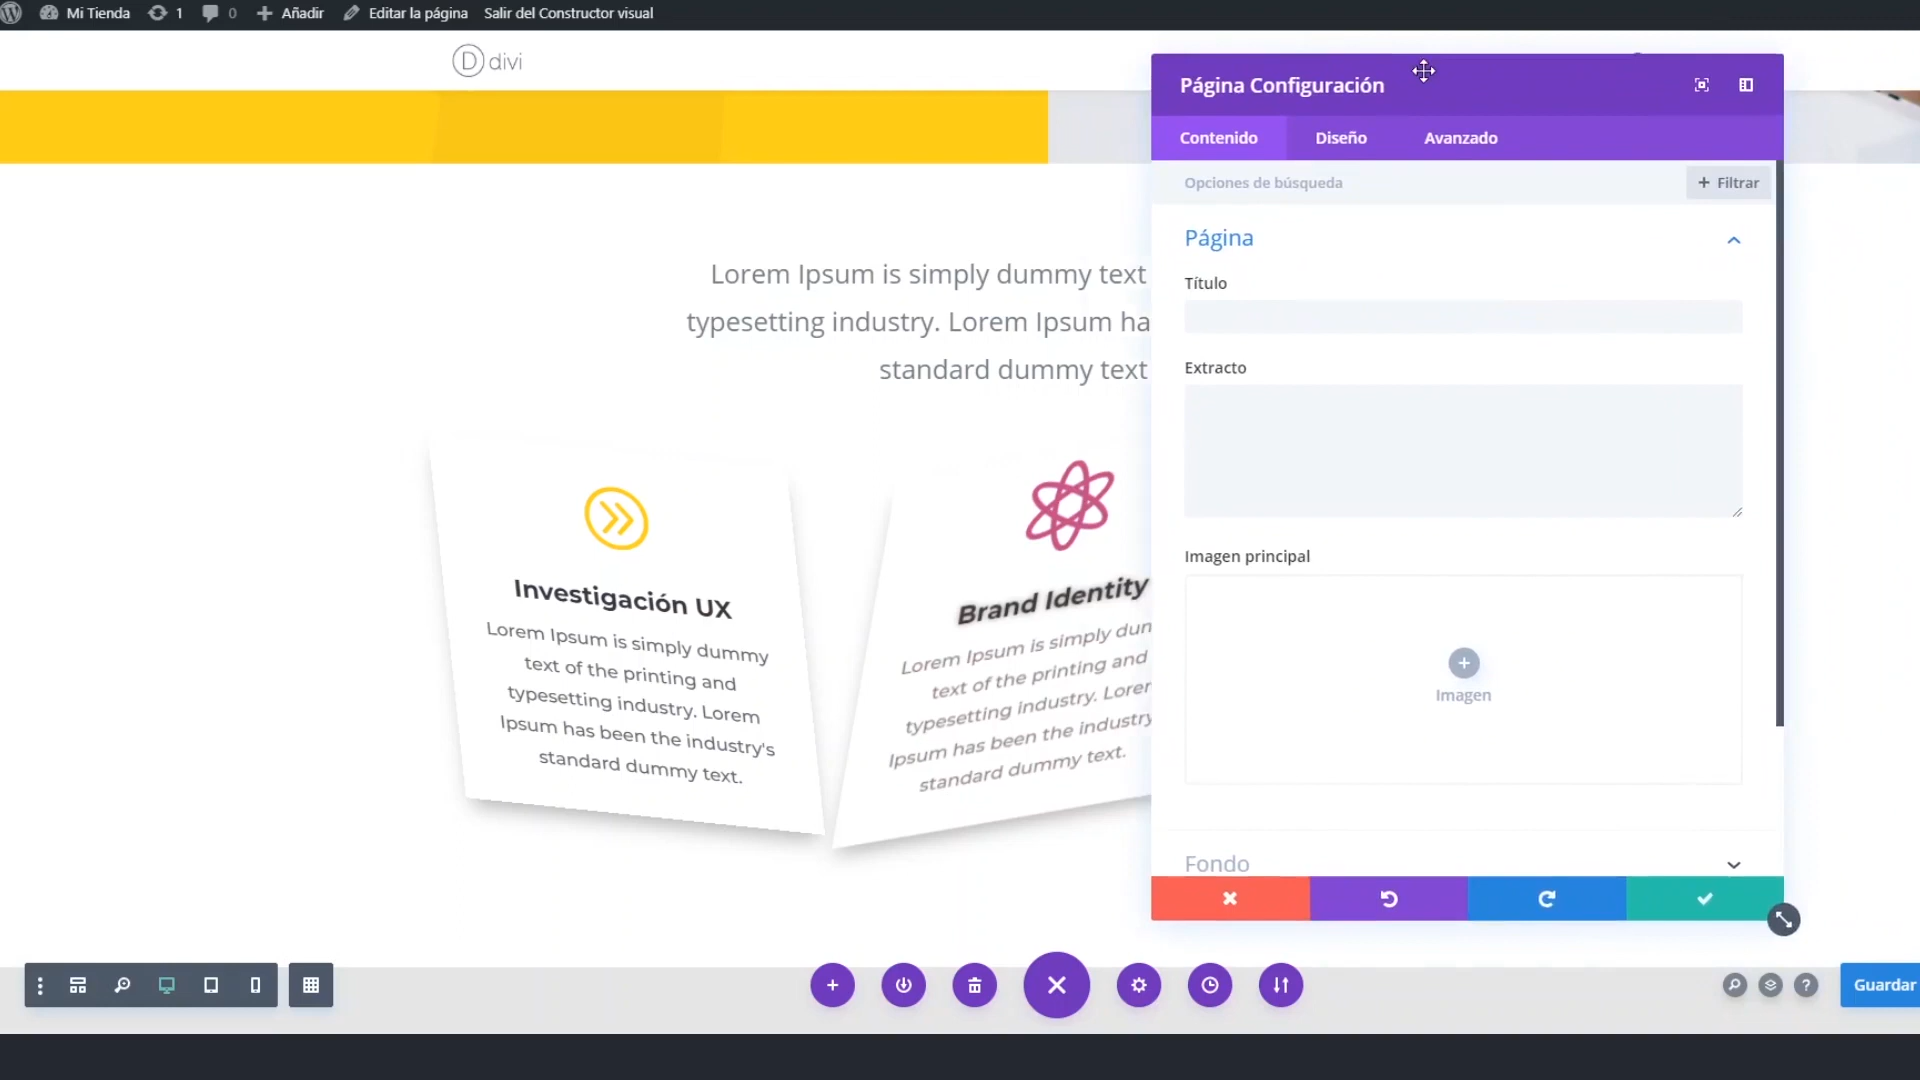 Mi Tienda 1 0 Añadir Editar la página Salir del Constructor visual
D divi
Página Configuración
Contenido Diseño Avanzado
Opciones de búsqueda + Filtrar
Página
Título
Extracto
Imagen principal
Imagen
Fondo
Lorem Ipsum is simply dummy text
typesetting industry. Lorem Ipsum ha
standard dummy text
Investigación UX
Lorem Ipsum is simply dummy
text of the printing and
typesetting industry. Lorem
Ipsum has been the industry's
standard dummy text.
Brand Identity
Lorem Ipsum is simply dun
text of the printing and
typesetting industry. Lorer
Ipsum has been the industry
standard dummy text.
Guardar